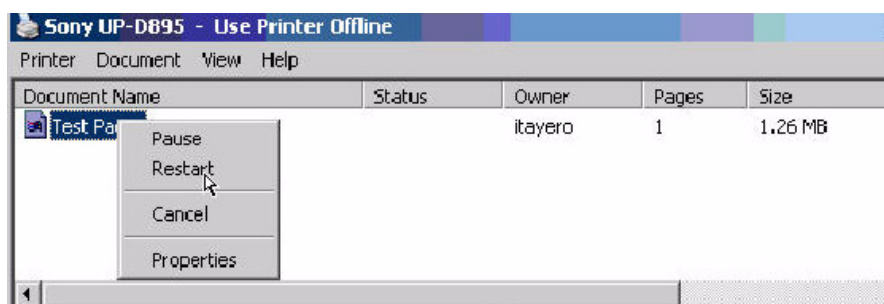 Sony UP-D895 - Use Printer Offline
Printer Document View Help
Document Name Status Owner Pages Size
Test Pa itayero 1 1.26 MB
Pause
Restart
Cancel
Properties